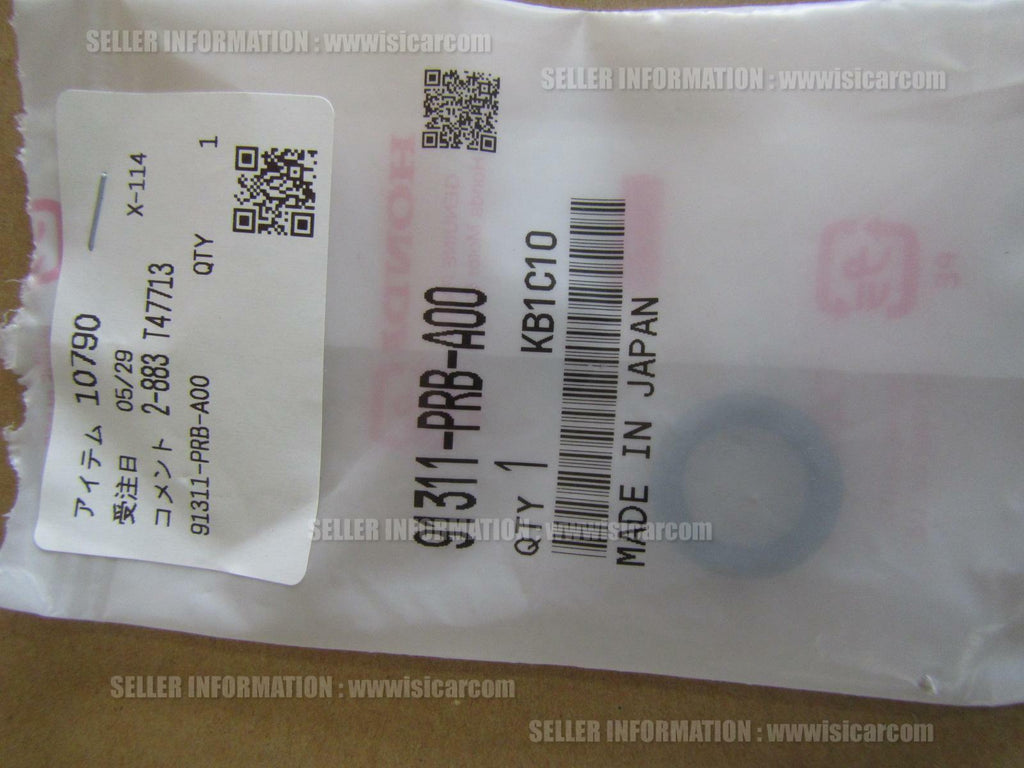 SELLER INFORMATION : wwwisicarcom
SELLER INFORMATION : wwwisicarcom
アイテム 10790
受注日 05/29
コメント 2-883 T47713
91311-PRB-A00 QTY 1
X-114
HONDA
GENUINE
91311-PRB-A00
QTY 1 KB1C10
MADE IN JAPAN
PE
SELLER INFORMATION : wwwisicarcom
SELLER INFORMATION : wwwisicarcom
SELLER INFORMATION : wwwisicarcom